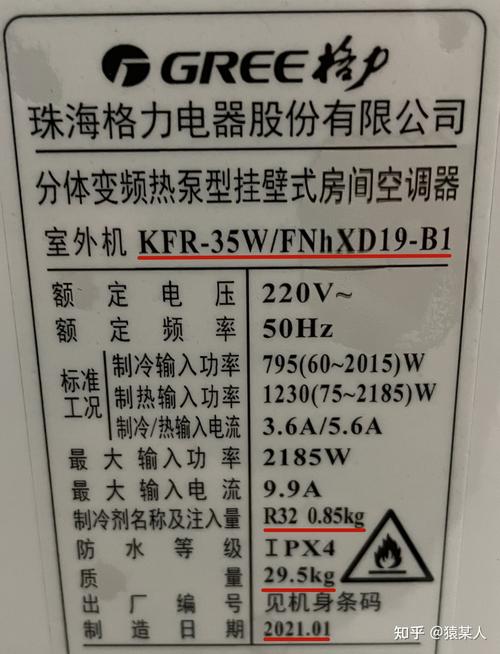 GREE格力
珠海格力电器股份有限公司
分体变频热泵型挂壁式房间空调器
室外机 KFR-35W/FNhXD19-B1
额定电压 220V~
额定频率 50Hz
标准工况 制冷输入功率 795(60~2015)W
制热输入功率 1230(75~2185)W
制冷/热输入电流 3.6A/5.6A
最大输入功率 2185W
最大输入电流 9.9A
制冷剂名称及注入量 R32 0.85kg
防水等级 IPX4
质量 29.5kg
出厂编号 见机身条码
制造日期 2021.01
知乎 @猿某人